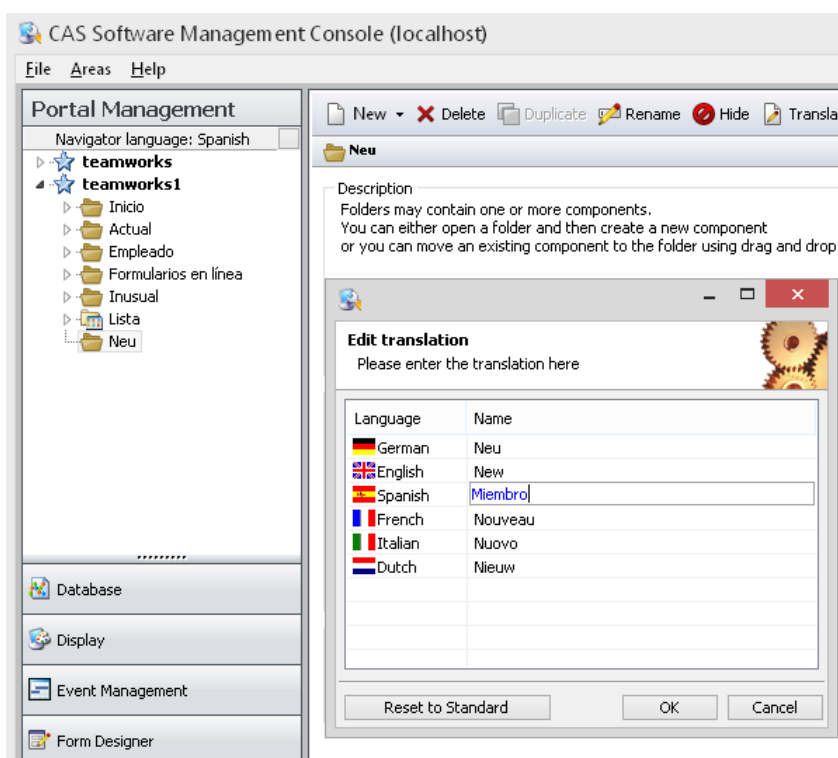 CAS Software Management Console (localhost)
File Areas Help
Portal Management
Navigator language: Spanish
teamworks
teamworks1
Inicio
Actual
Empleado
Formularios en línea
Inusual
Lista
Neu
Database
Display
Event Management
Form Designer
New Delete Duplicate Rename Hide Transla
Neu
Description
Folders may contain one or more components.
You can either open a folder and then create a new component
or you can move an existing component to the folder using drag and drop
Edit translation
Please enter the translation here
Language Name
German Neu
English New
Spanish Miembro
French Nouveau
Italian Nuovo
Dutch Nieuw
Reset to Standard OK Cancel